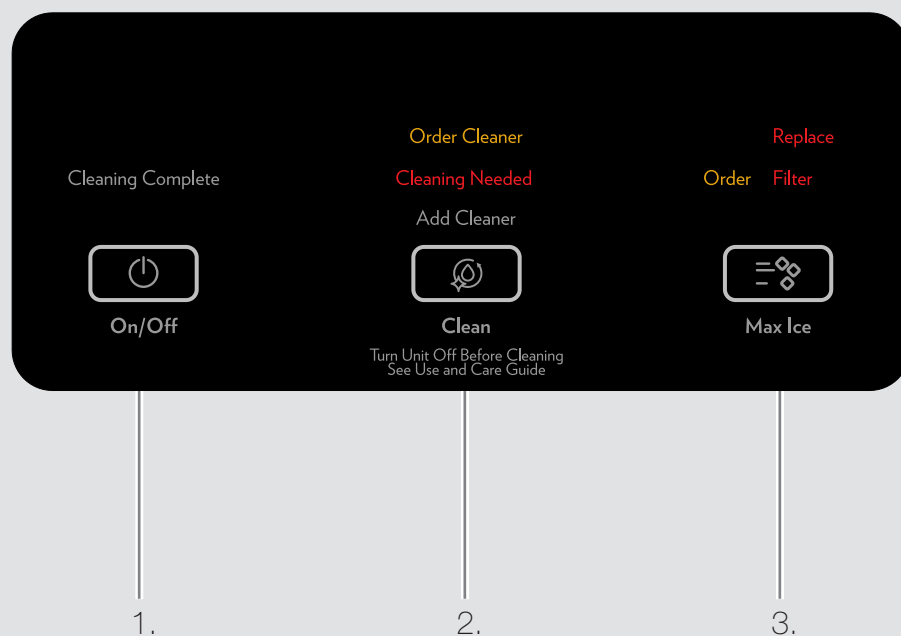 Order Cleaner
Replace
Cleaning Complete
Cleaning Needed
Order Filter
Add Cleaner
On/Off
Clean
Max Ice
Turn Unit Off Before Cleaning
See Use and Care Guide
1.
2.
3.